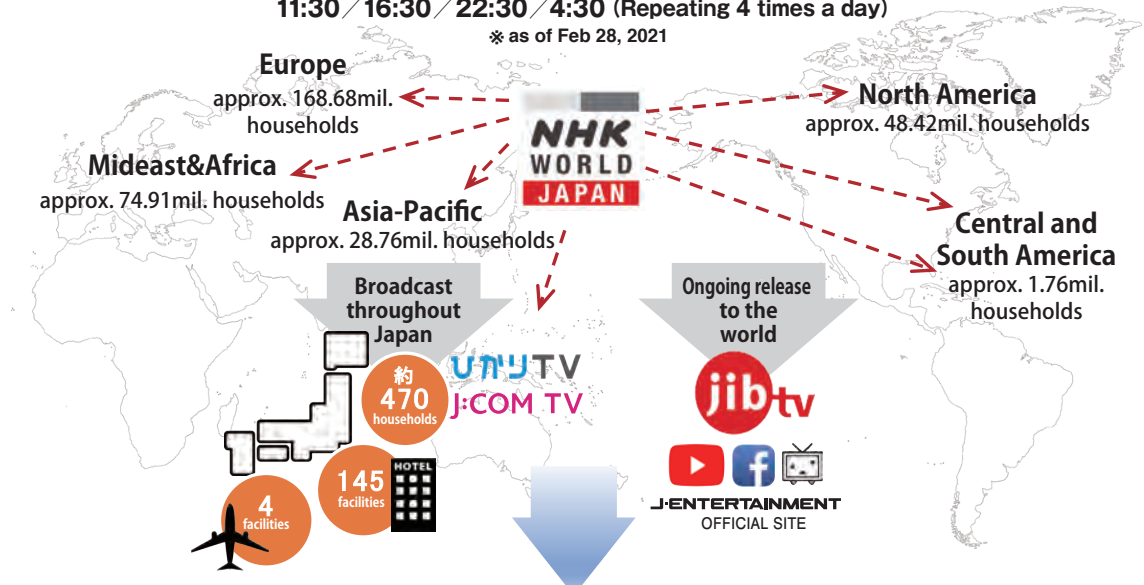 11:30／16:30／22:30／4:30 (Repeating 4 times a day)
※ as of Feb 28, 2021
Europe
approx. 168.68mil.
households
NHK
WORLD
JAPAN
North America
approx. 48.42mil. households
Mideast&Africa
approx. 74.91mil. households
Asia-Pacific
approx. 28.76mil. households
Central and
South America
approx. 1.76mil.
households
Broadcast
throughout
Japan
Ongoing release
to the
world
約
470
households
ひかりTV
J:COM TV
jibtv
145
facilities
HOTEL
4
facilities
J-ENTERTAINMENT
OFFICIAL SITE